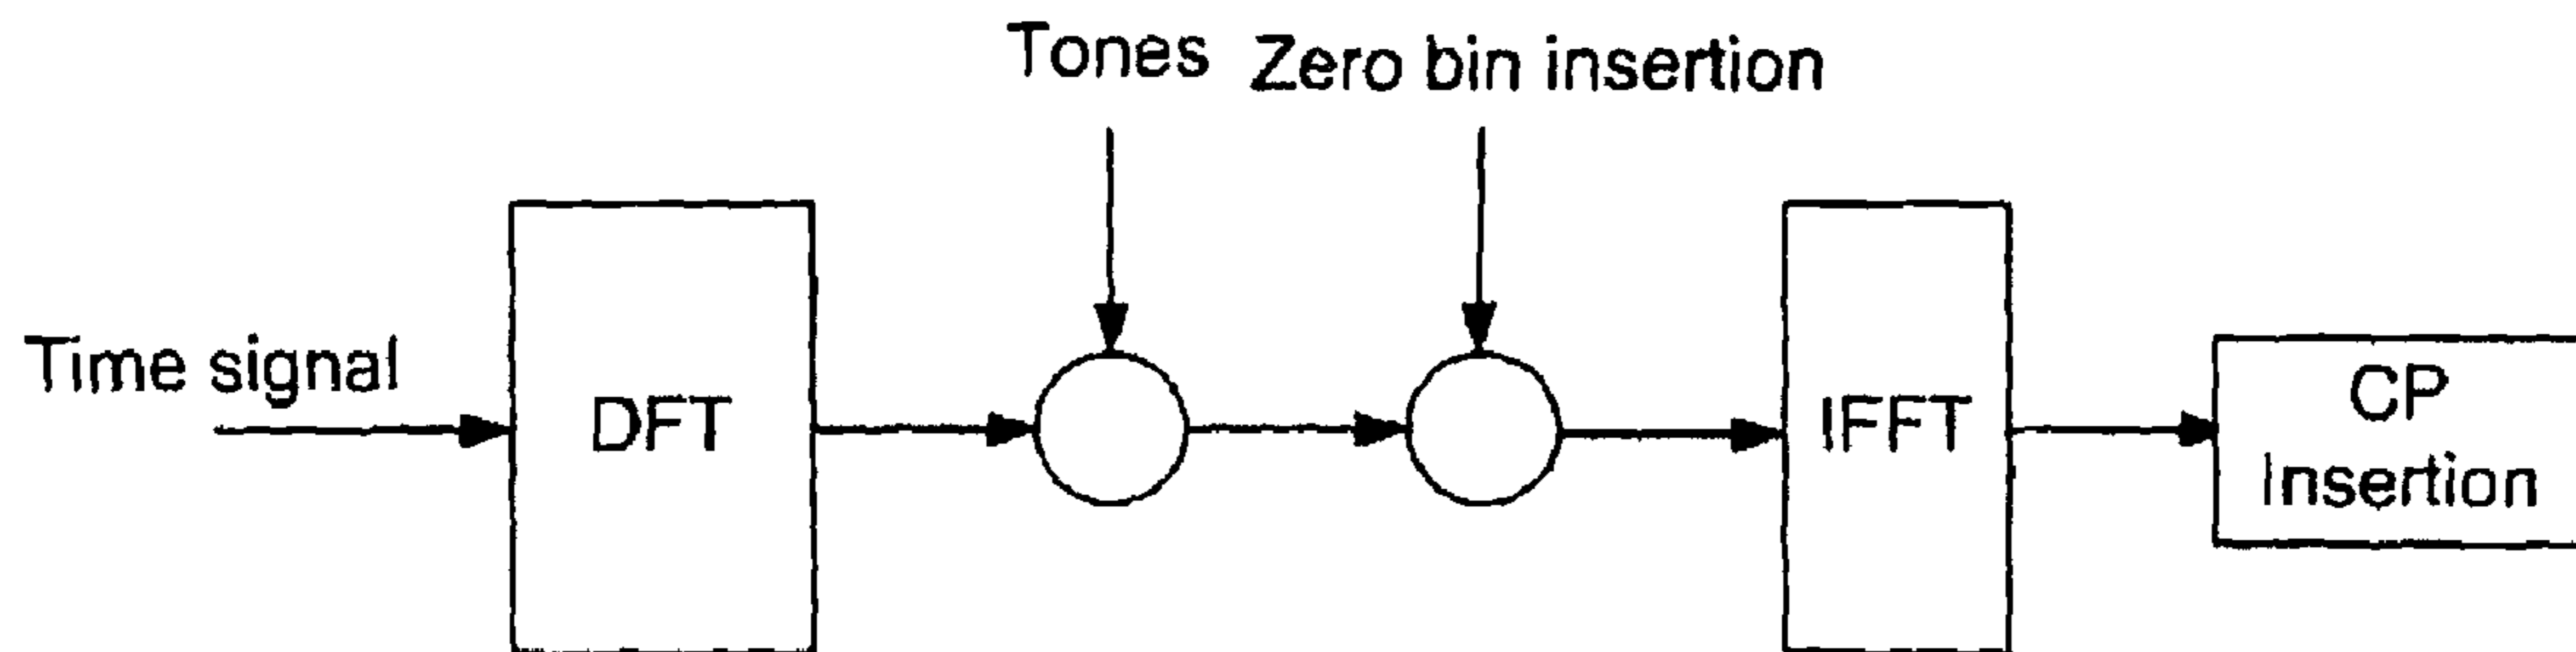 Tones
Zero bin insertion
Time signal
DFT
IFFT
CP
Insertion